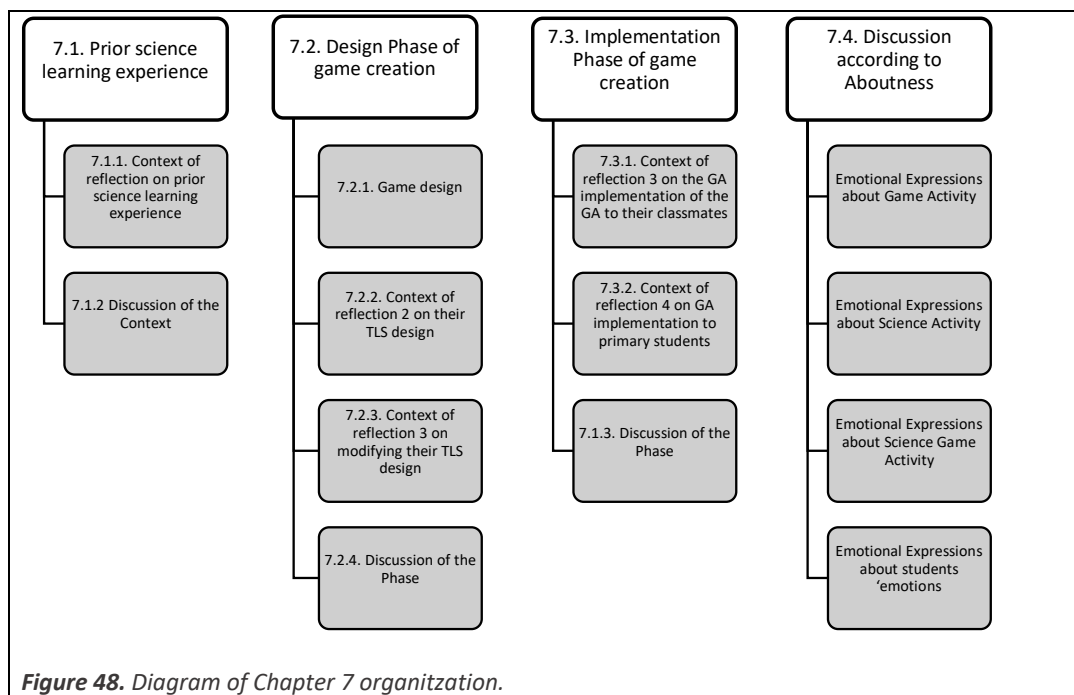 7.1. Prior science
learning experience
7.1.1. Context of
reflection on prior
science learning
experience
7.1.2 Discussion of the
Context
7.2. Design Phase of
game creation
7.2.1. Game design
7.2.2. Context of
reflection 2 on their
TLS design
7.2.3. Context of
reflection 3 on
modifying their TLS
design
7.2.4. Discussion of the
Phase
7.3. Implementation
Phase of game
creation
7.3.1. Context of
reflection 3 on the GA
implementation of the
GA to their classmates
7.3.2. Context of
reflection 4 on GA
implementation to
primary students
7.1.3. Discussion of the
Phase
7.4. Discussion
according to
Aboutness
Emotional Expressions
about Game Activity
Emotional Expressions
about Science Activity
Emotional Expressions
about Science Game
Activity
Emotional Expressions
about students
‘emotions
Figure 48. Diagram of Chapter 7 organitzation.